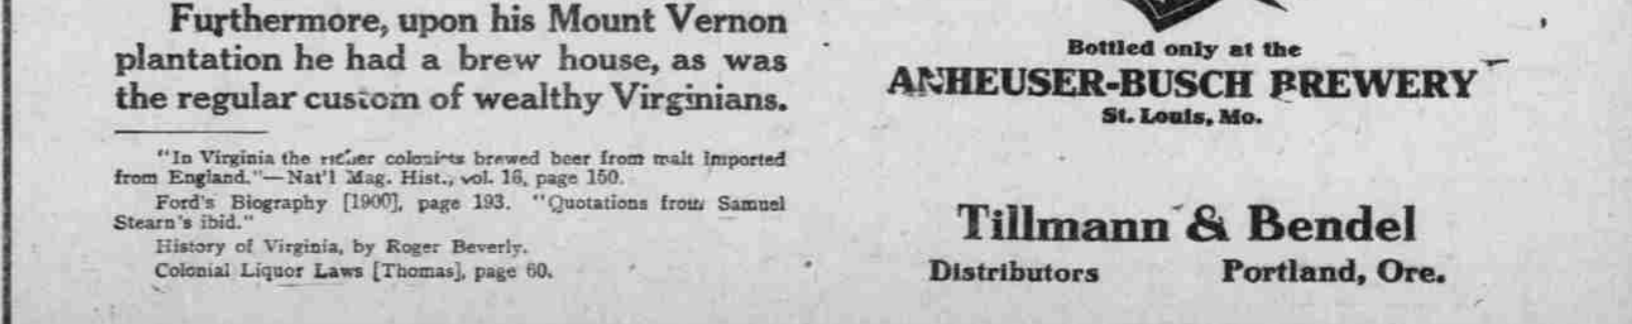 Furthermore, upon his Mount Vernon
plantation he had a brew house, as was
the regular custom of wealthy Virginians.
"In Virginia the richer colonists brewed beer from malt imported
from England."—Nat'l Mag. Hist., vol. 16, page 150.
Ford's Biography [1900], page 193. "Quotations from Samuel
Stearn's ibid."
History of Virginia, by Roger Beverly.
Colonial Liquor Laws [Thomas], page 60.
Bottled only at the
ANHEUSER-BUSCH BREWERY
St. Louis, Mo.
Tillmann & Bendel
Distributors Portland, Ore.